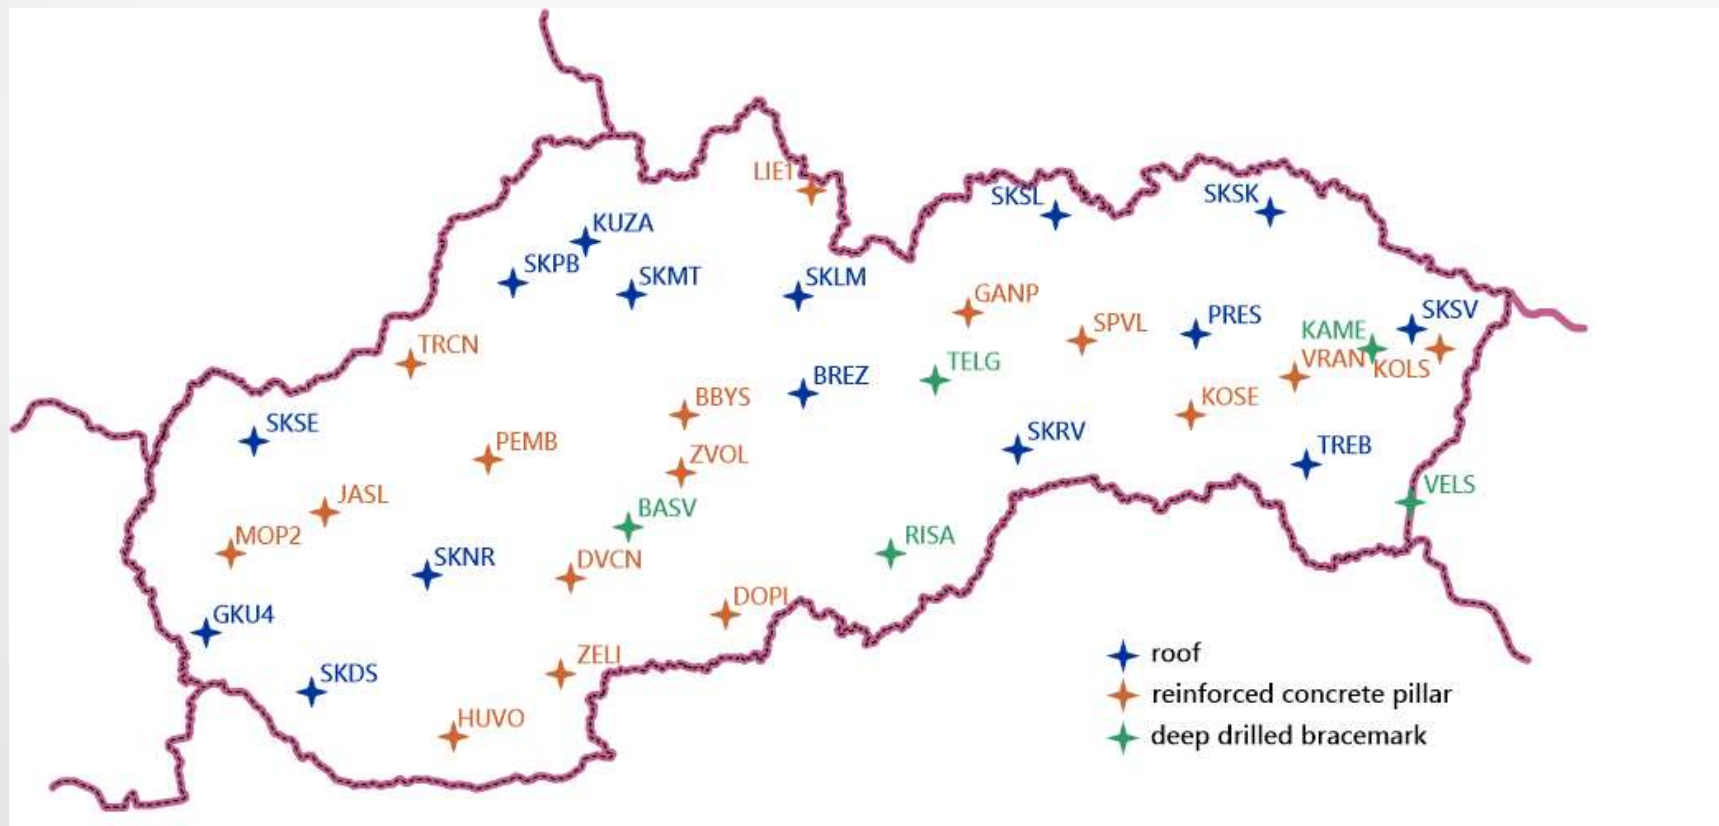 LIE1
SKSL
SKSK
KUZA
SKPB
SKMT
SKLM
GANP
SKSV
PRES
SPVL
KAME
TRCN
TELG
VRAN
KOLS
BREZ
BBYS
KOSE
SKSE
SKRV
PEMB
TREB
ZVOL
VELS
JASL
BASV
MOP2
RISA
SKNR
DVCN
DOPI
GKU4
ZELI
SKDS
HUVO
roof
reinforced concrete pillar
deep drilled bracemark